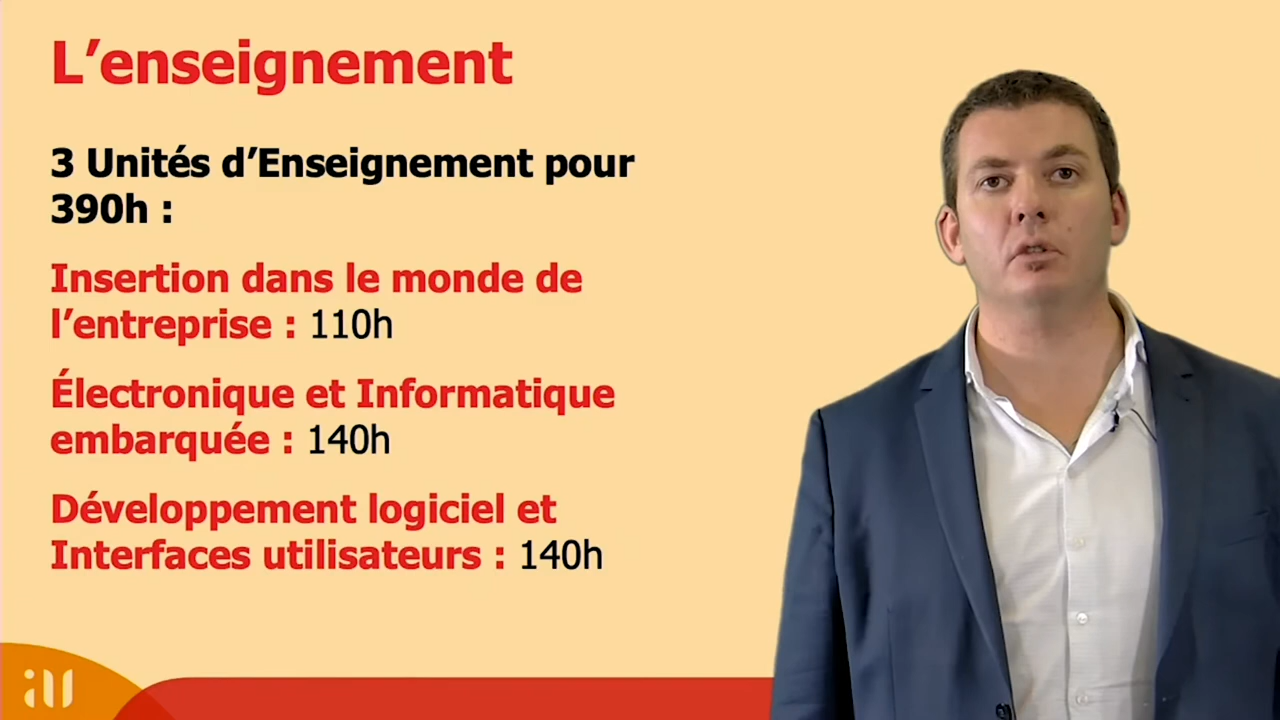 L’enseignement
3 Unités d’Enseignement pour
390h :
Insertion dans le monde de
l’entreprise : 110h
Électronique et Informatique
embarquée : 140h
Développement logiciel et
Interfaces utilisateurs : 140h